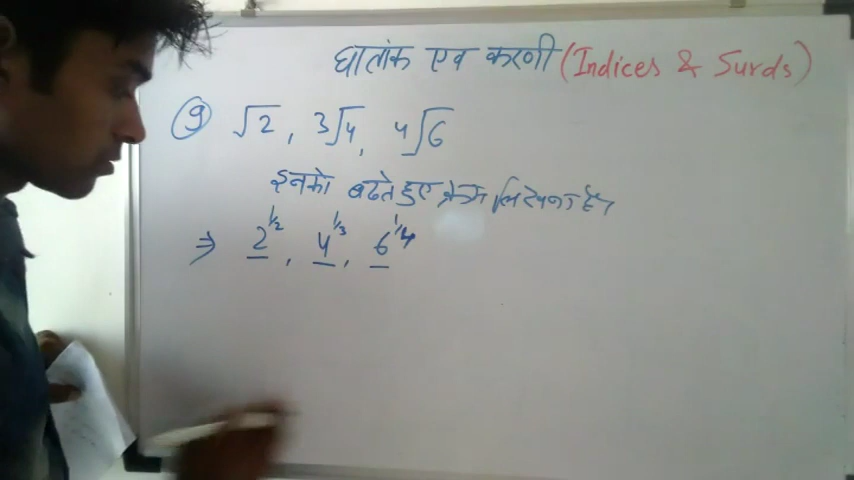 घातांक एव करणी (Indices & Surds)
9 √2, 3√4, 4√6
इनको बढते हुए क्रम लिखना है।
⇒ 2^1/2, 4^1/3, 6^1/4